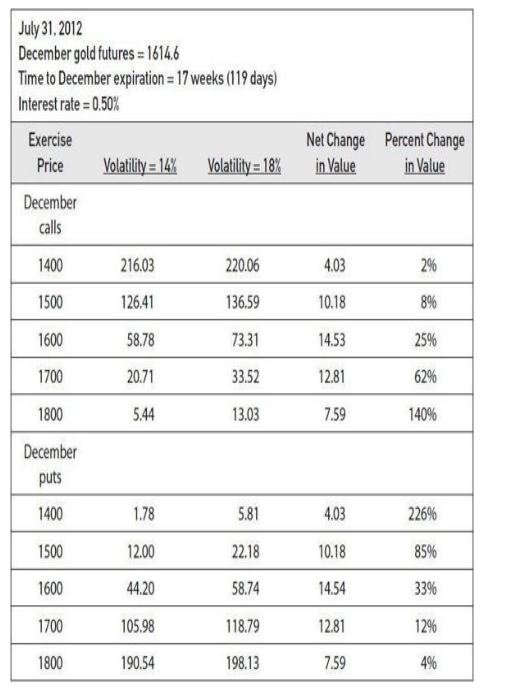 July 31, 2012
December gold futures = 1614.6
Time to December expiration = 17 weeks (119 days)
Interest rate = 0.50%
Exercise Price Volatility = 14% Volatility = 18% Net Change in Value Percent Change in Value
December calls
1400 216.03 220.06 4.03 2%
1500 126.41 136.59 10.18 8%
1600 58.78 73.31 14.53 25%
1700 20.71 33.52 12.81 62%
1800 5.44 13.03 7.59 140%
December puts
1400 1.78 5.81 4.03 226%
1500 12.00 22.18 10.18 85%
1600 44.20 58.74 14.54 33%
1700 105.98 118.79 12.81 12%
1800 190.54 198.13 7.59 4%